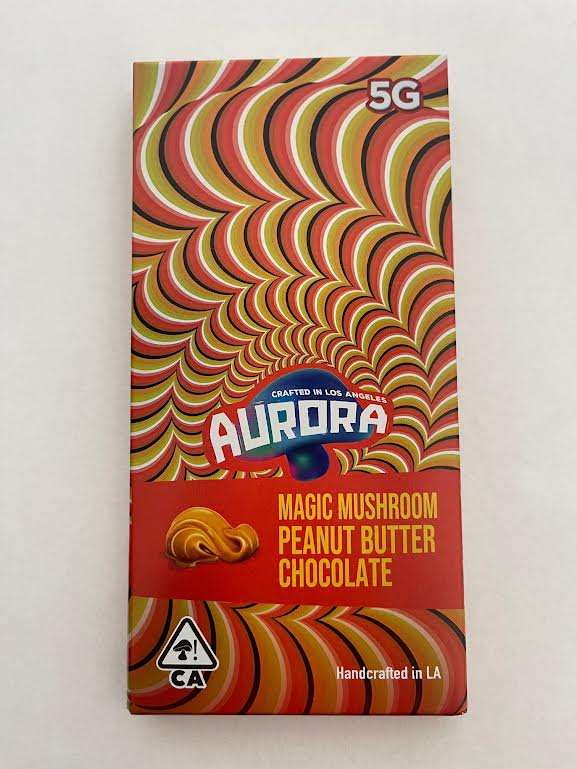 5G
CRAFTED IN LOS ANGELES
AURORA
MAGIC MUSHROOM
PEANUT BUTTER
CHOCOLATE
!
CA
Handcrafted in LA